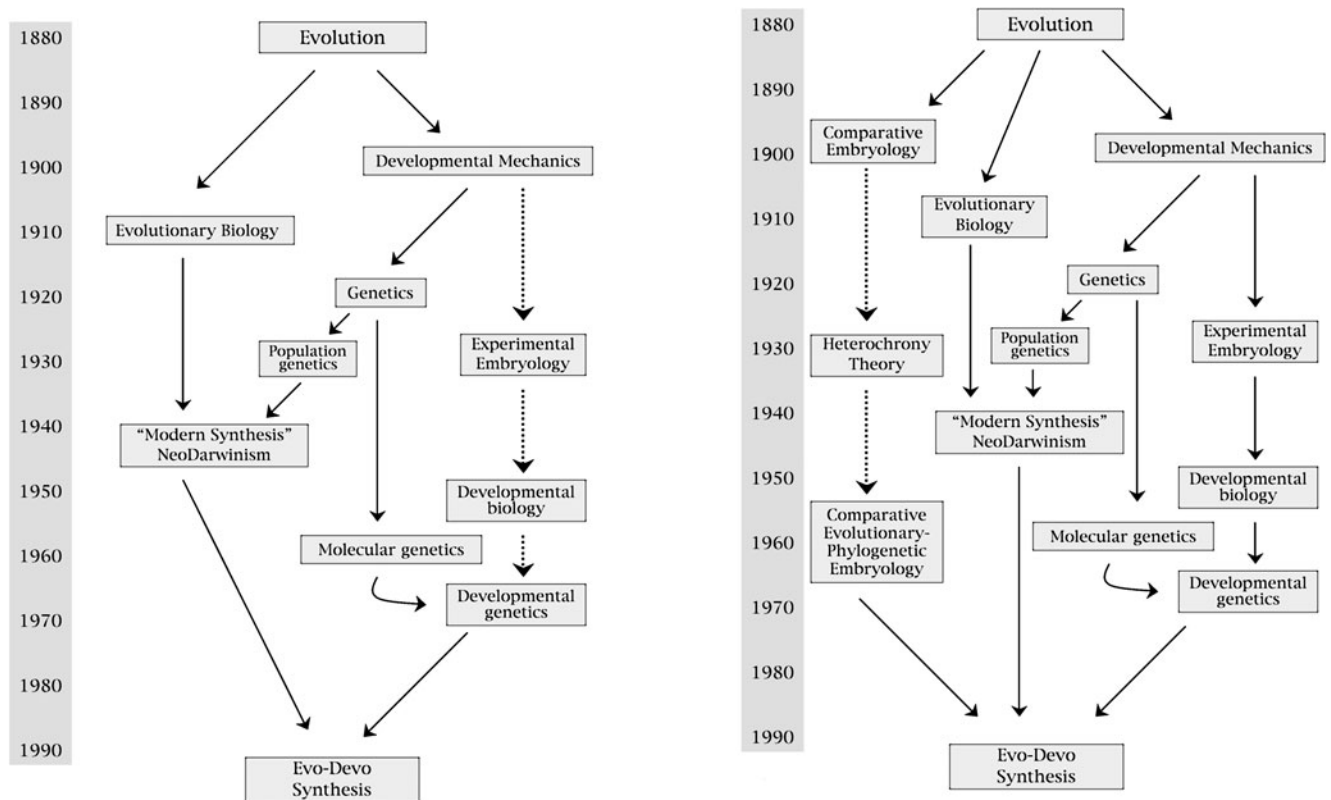 1880
1890
1900
1910
1920
1930
1940
1950
1960
1970
1980
1990
Evolution
Developmental Mechanics
Evolutionary Biology
Genetics
Population
genetics
Experimental
Embryology
“Modern Synthesis”
NeoDarwinism
Developmental
biology
Molecular genetics
Developmental
genetics
Evo-Devo
Synthesis
1880
1890
1900
1910
1920
1930
1940
1950
1960
1970
1980
1990
Evolution
Comparative
Embryology
Developmental Mechanics
Evolutionary
Biology
Genetics
Heterochrony
Theory
Population
genetics
Experimental
Embryology
“Modern Synthesis”
NeoDarwinism
Developmental
biology
Comparative
Evolutionary-
Phylogenetic
Embryology
Molecular genetics
Developmental
genetics
Evo-Devo
Synthesis